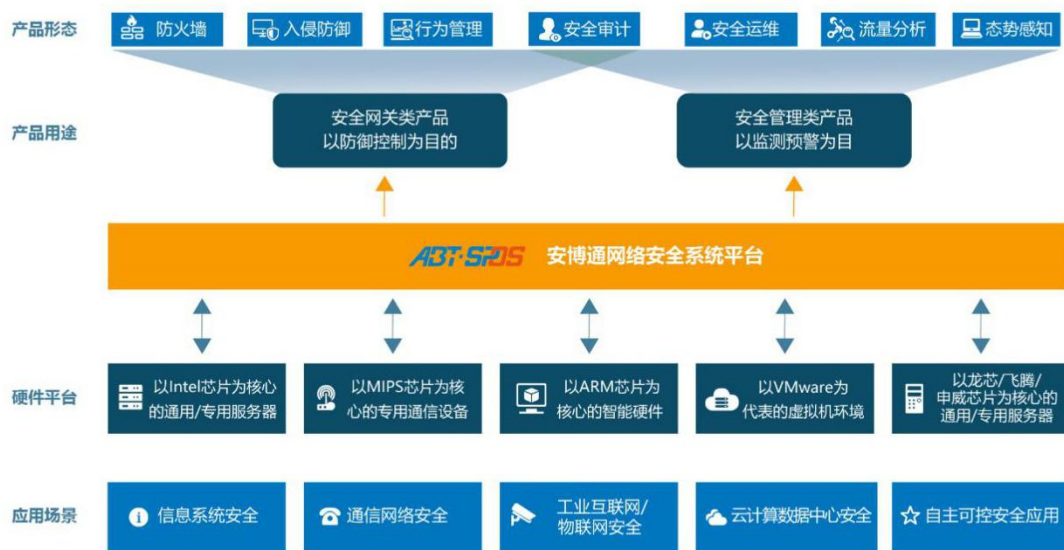 产品形态
防火墙
入侵防御
行为管理
安全审计
安全运维
流量分析
态势感知
产品用途
安全网关类产品
以防御控制为目的
安全管理类产品
以监测预警为目
ABT·SPOS 安博通网络安全系统平台
硬件平台
以Intel芯片为核心
的通用/专用服务器
以MIPS芯片为核
心的专用通信设备
以ARM芯片为
核心的智能硬件
以VMware为
代表的虚拟机环境
以龙芯/飞腾/
申威芯片为核心的
通用/专用服务器
应用场景
信息系统安全
通信网络安全
工业互联网/
物联网安全
云计算数据中心安全
自主可控安全应用